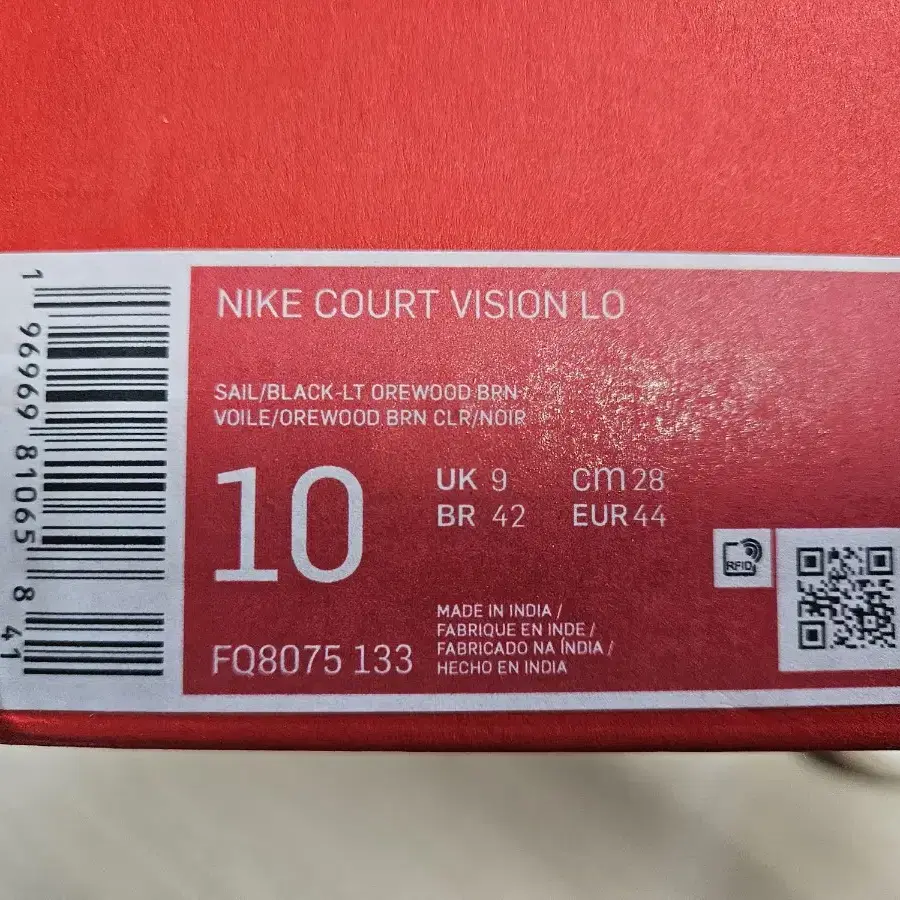 NIKE COURT VISION LO
SAIL/BLACK-LT OREWOOD BRN-
VOILE/OREWOOD BRN CLR/NOIR
10
UK 9 cm 28
BR 42 EUR 44
RFID
MADE IN INDIA /
FABRIQUE EN INDE /
FABRICADO NA ÍNDIA /
HECHO EN INDIA
FQ8075 133
1 96969 81065 8 41